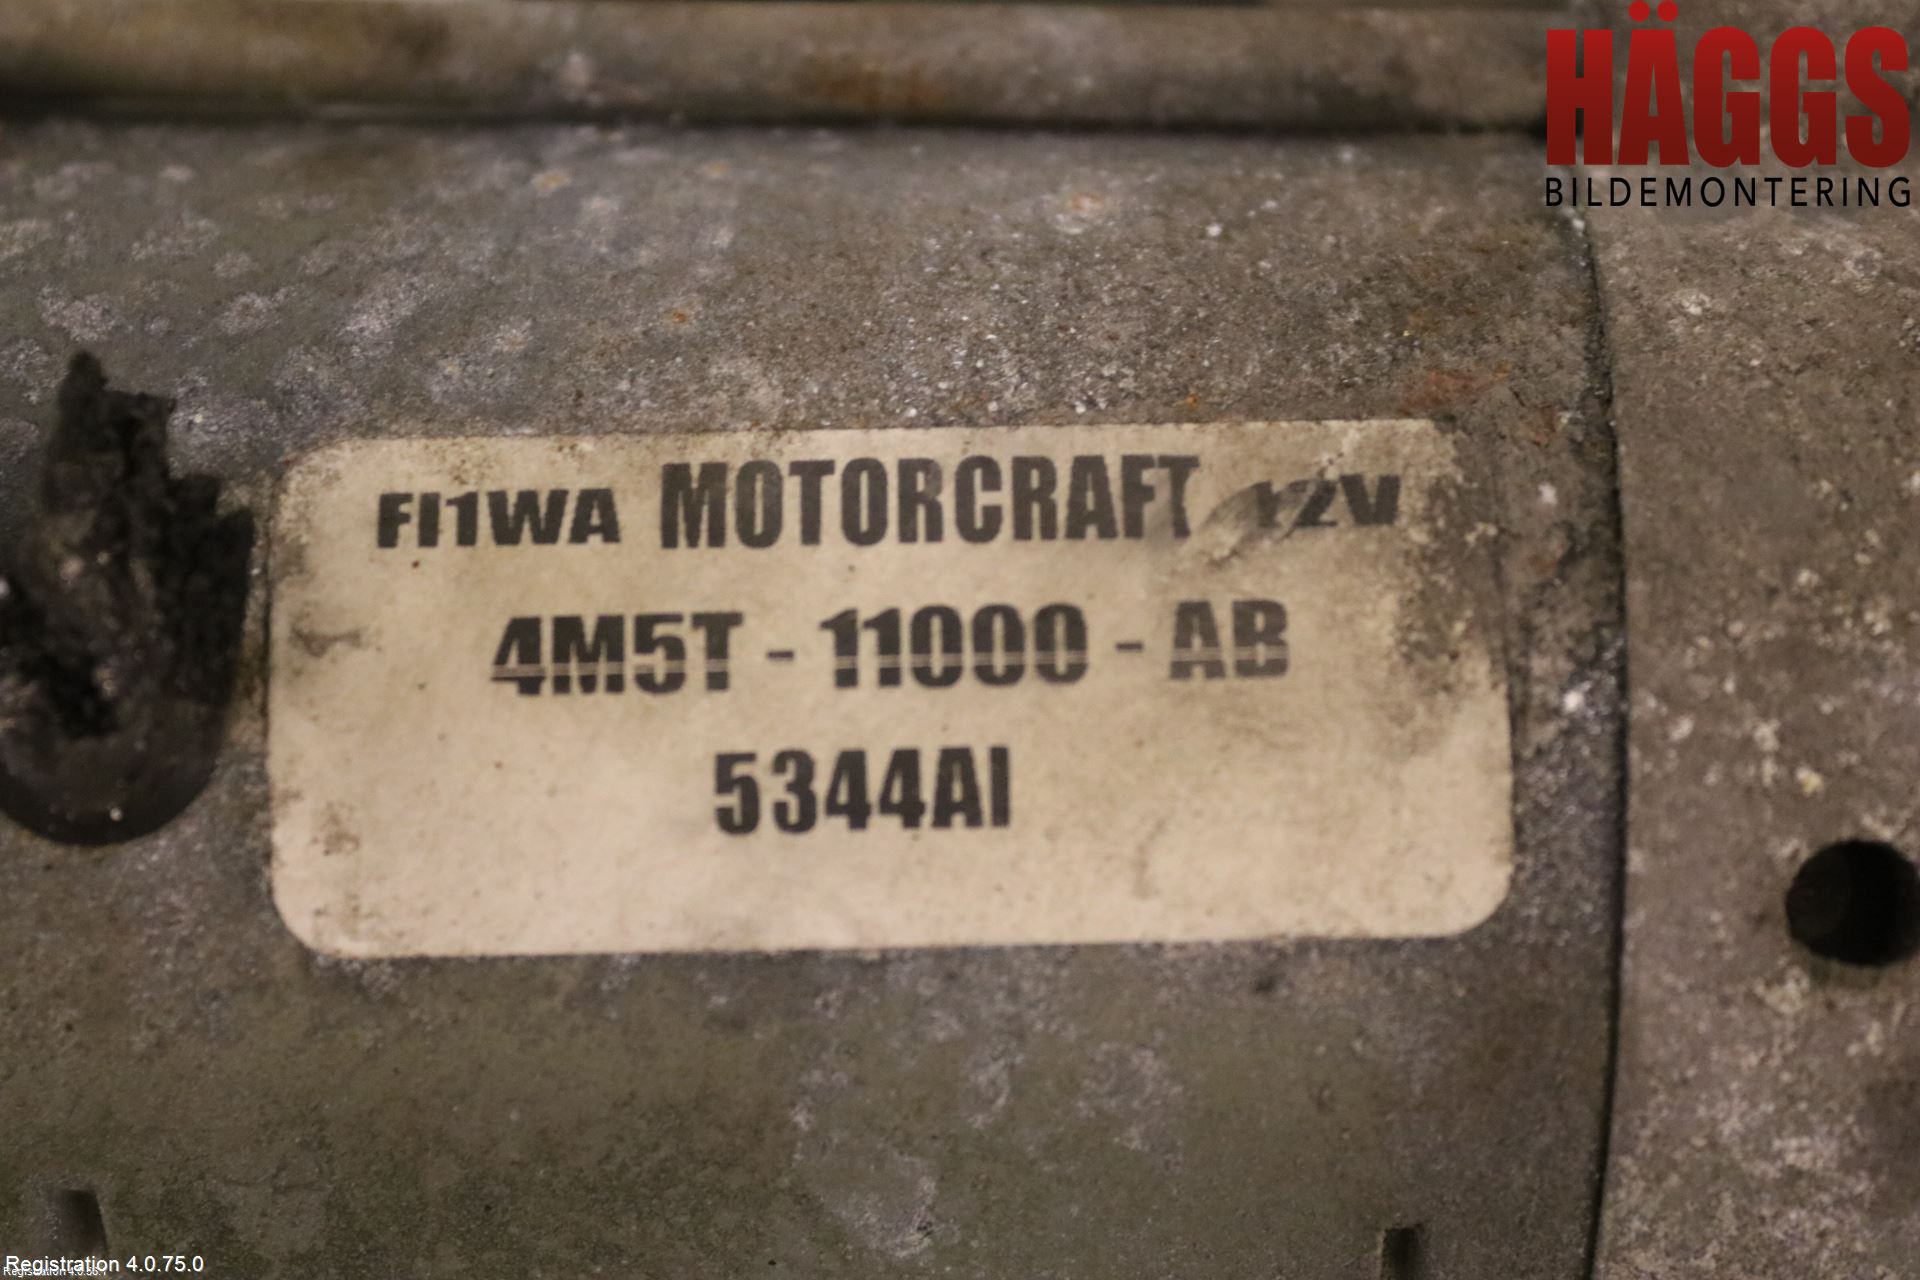 HÄGGS
BILDEMONTERING
FI1WA MOTORCRAFT 12V
4M5T - 11000 - AB
5344AI
Registration 4.0.75.0